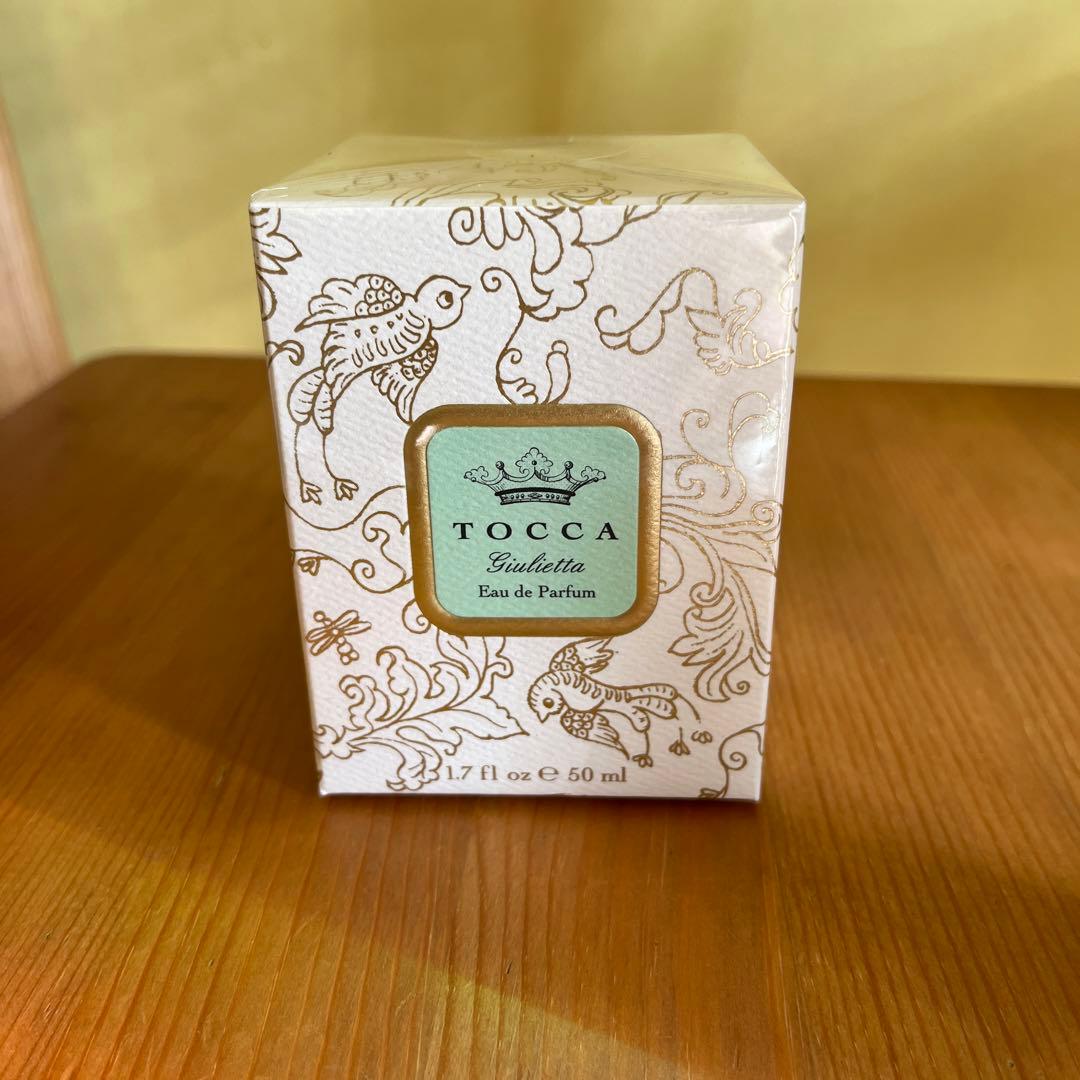 TOCCA
Giulietta
Eau de Parfum
1.7 fl oz ℮ 50 ml